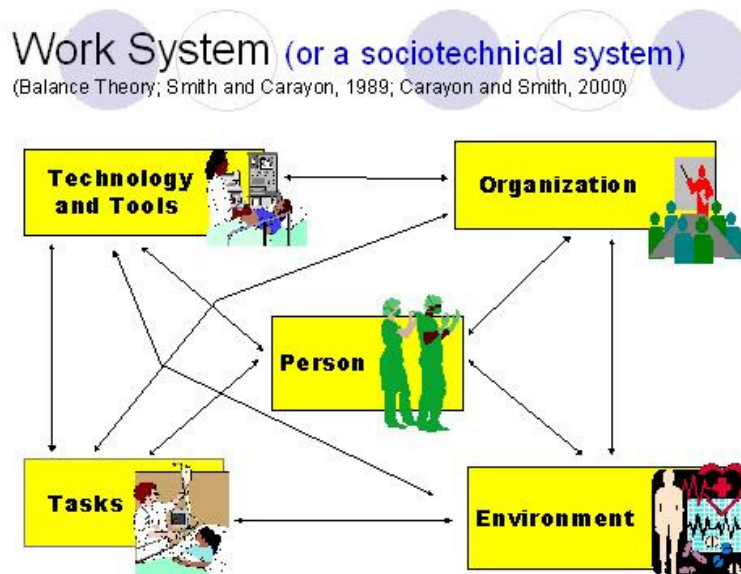 Work System (or a sociotechnical system)
(Balance Theory; Smith and Carayon, 1989; Carayon and Smith, 2000)
Technology
and Tools
Organization
Person
Tasks
Environment